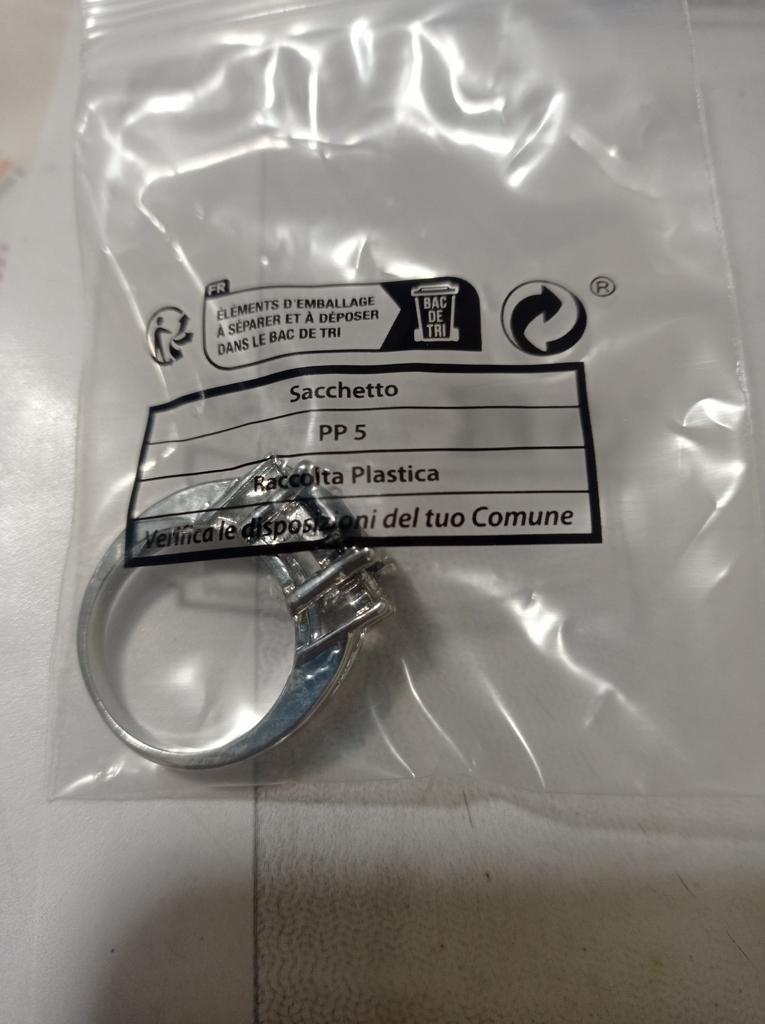 FR
ÉLÉMENTS D'EMBALLAGE
À SÉPARER ET À DÉPOSER
DANS LE BAC DE TRI
BAC
DE
TRI
®
Sacchetto
PP 5
Raccolta Plastica
Verifica le disposizioni del tuo Comune